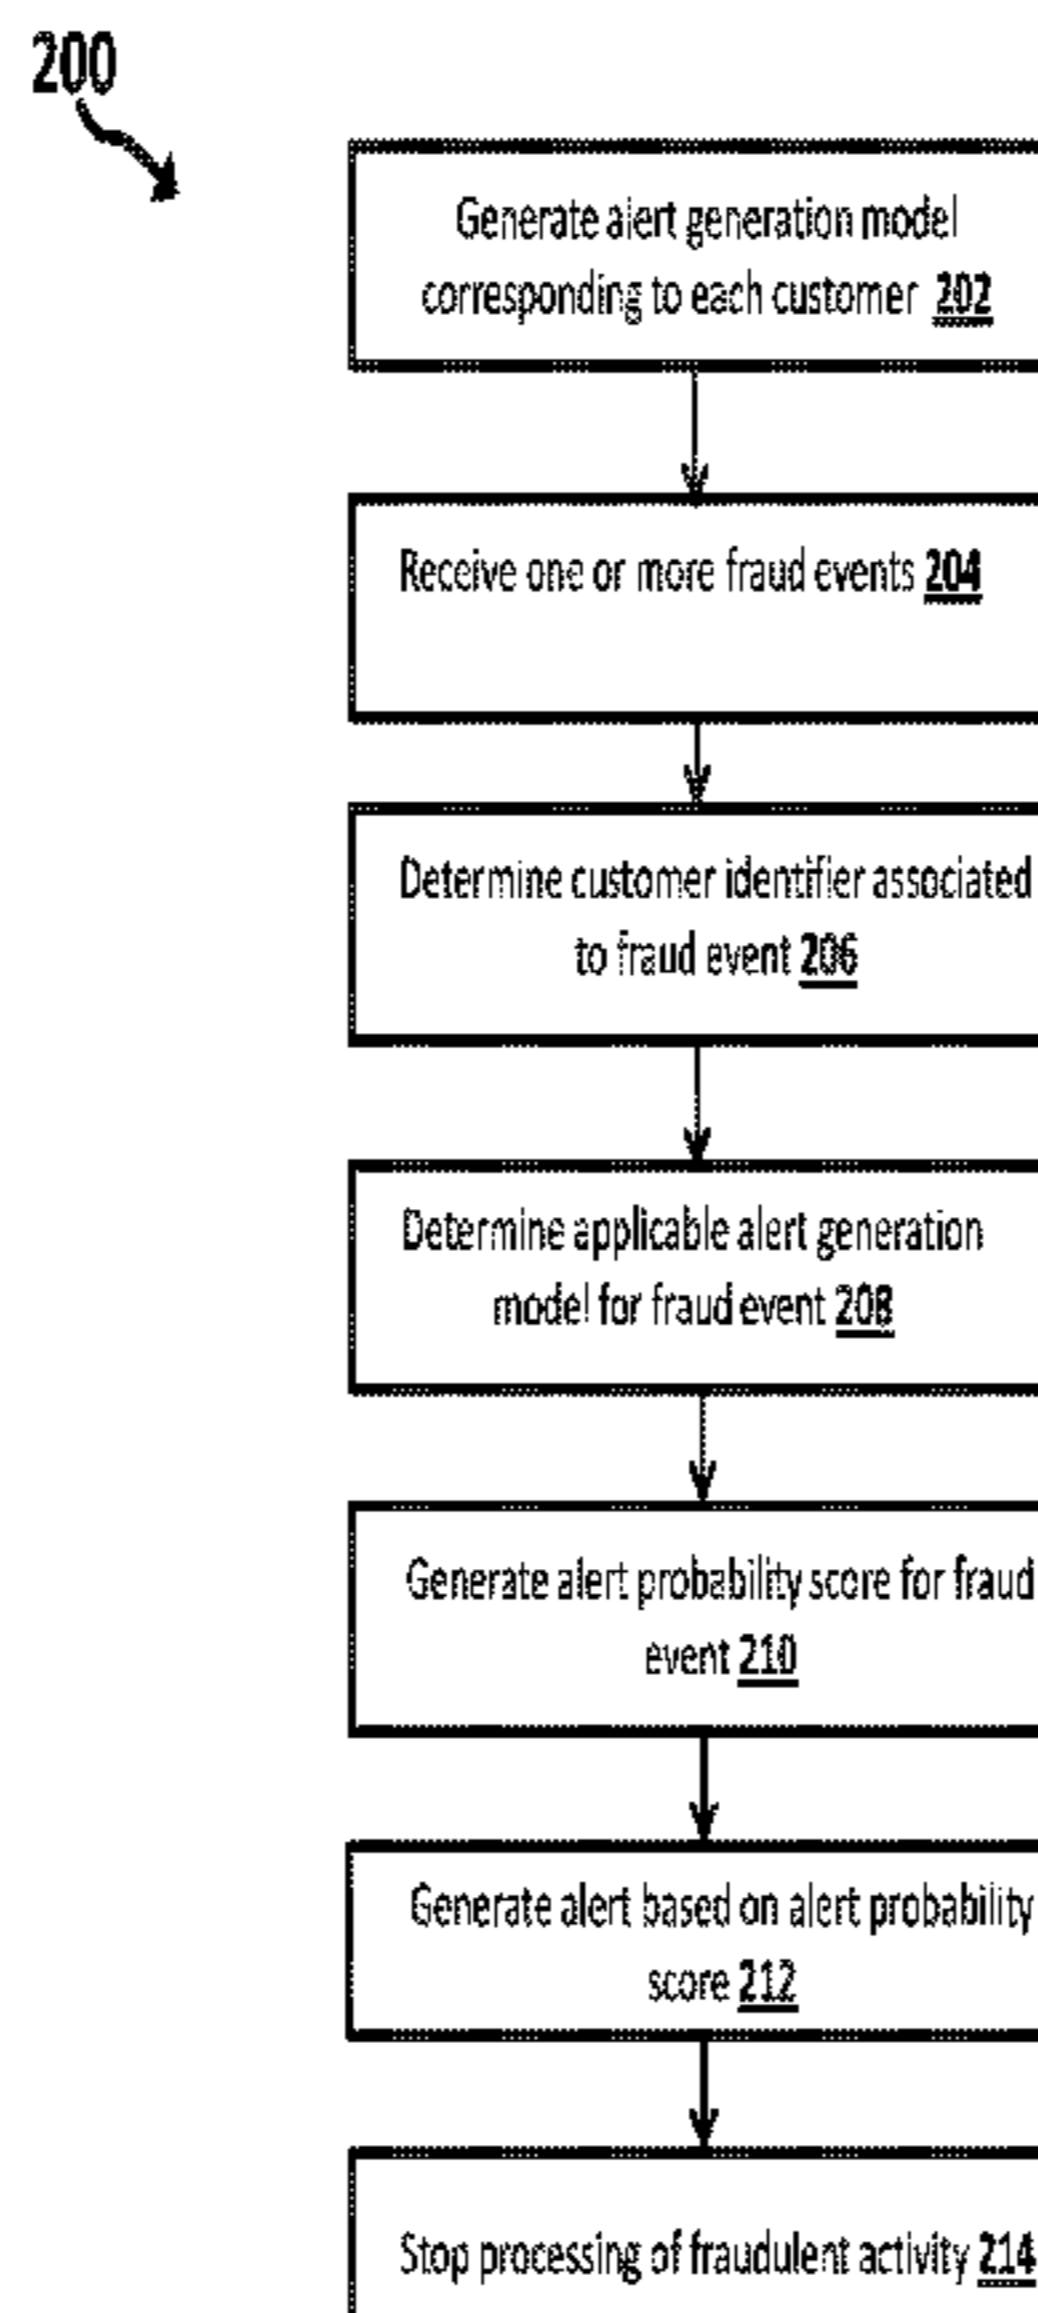 200
Generate alert generation model
corresponding to each customer 202
Receive one or more fraud events 204
Determine customer identifier associated
to fraud event 206
Determine applicable alert generation
model for fraud event 208
Generate alert probability score for fraud
event 210
Generate alert based on alert probability
score 212
Stop processing of fraudulent activity 214